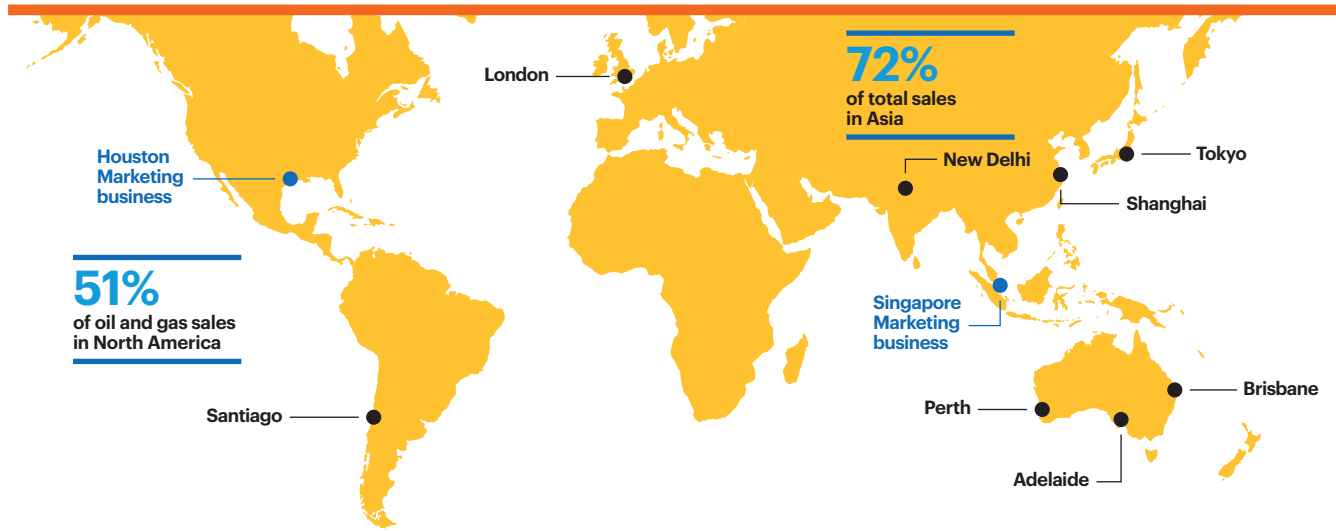 London
72%
of total sales
in Asia
Houston
Marketing
business
New Delhi
Tokyo
Shanghai
51%
of oil and gas sales
in North America
Singapore
Marketing
business
Santiago
Perth
Brisbane
Adelaide